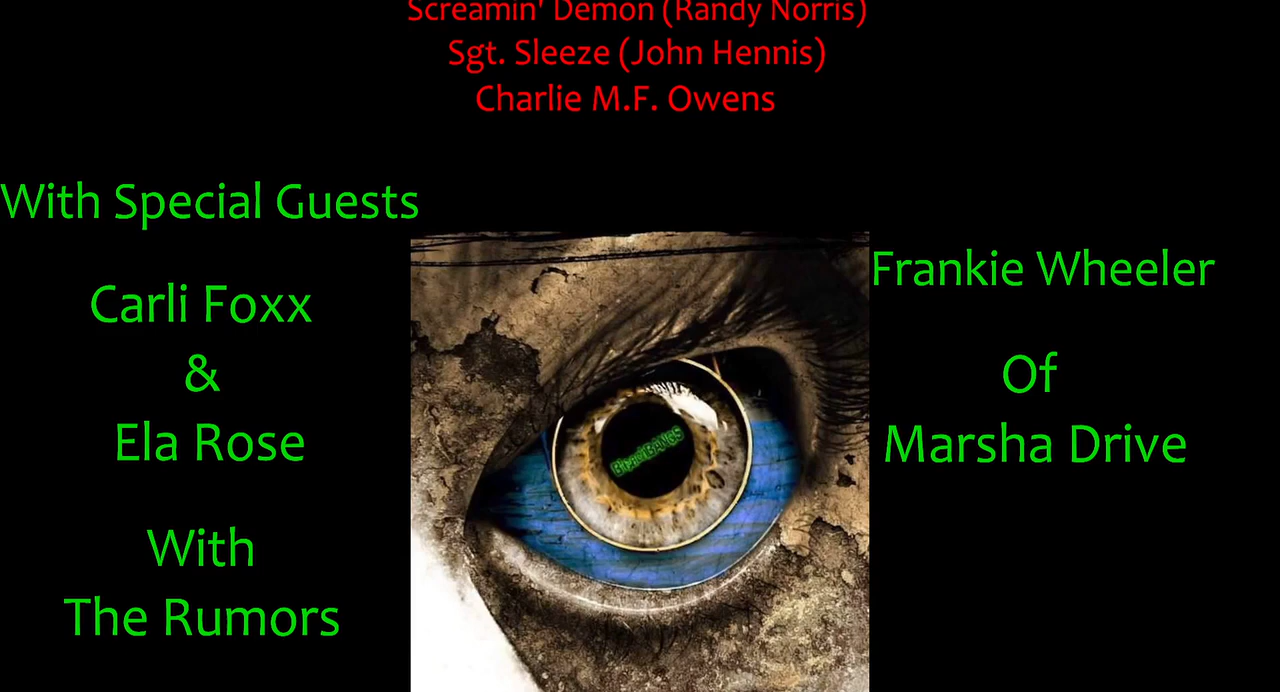 Screamin' Demon (Randy Norris)
Sgt. Sleeze (John Hennis)
Charlie M.F. Owens
With Special Guests
Carli Foxx
&
Ela Rose
With
The Rumors
Frankie Wheeler
Of
Marsha Drive